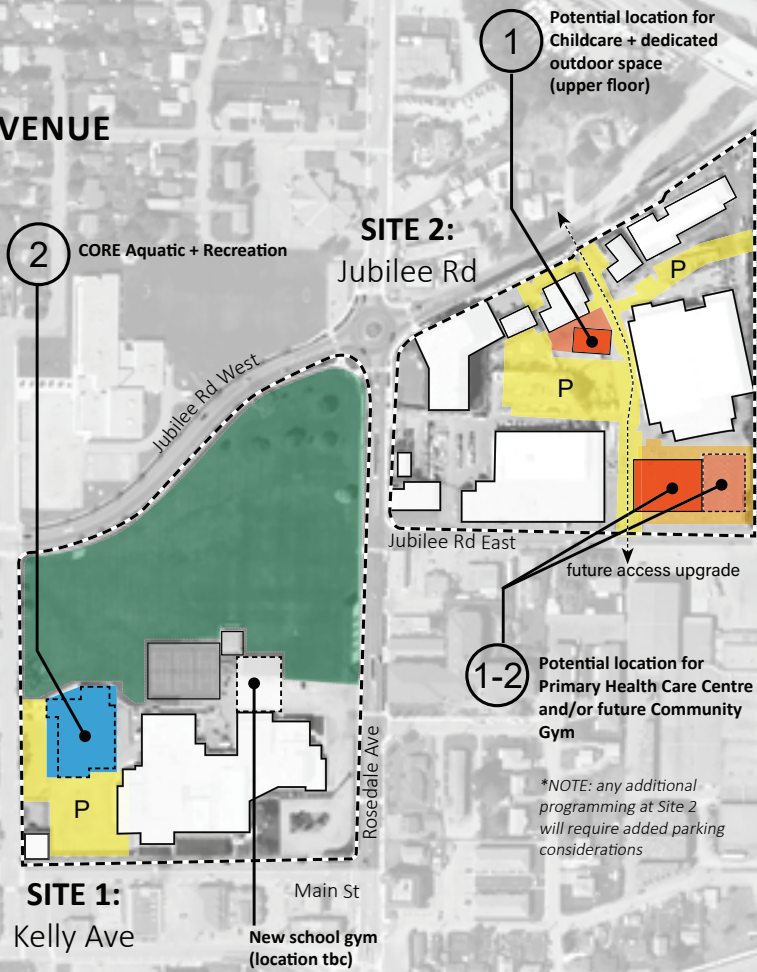 1
Potential location for
Childcare + dedicated
outdoor space
(upper floor)
VENUE
2
CORE Aquatic + Recreation
SITE 2:
Jubilee Rd
P
P
Jubilee Rd West
Jubilee Rd East
future access upgrade
1-2
Potential location for
Primary Health Care Centre
and/or future Community
Gym
*NOTE: any additional
programming at Site 2
will require added parking
considerations
Rosedale Ave
P
SITE 1:
Kelly Ave
Main St
New school gym
(location tbc)